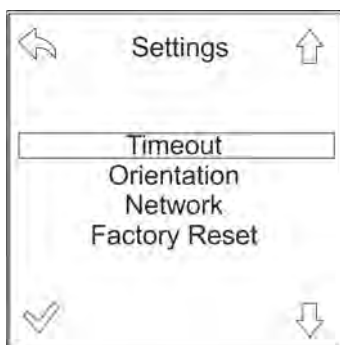 Settings
Timeout
Orientation
Network
Factory Reset